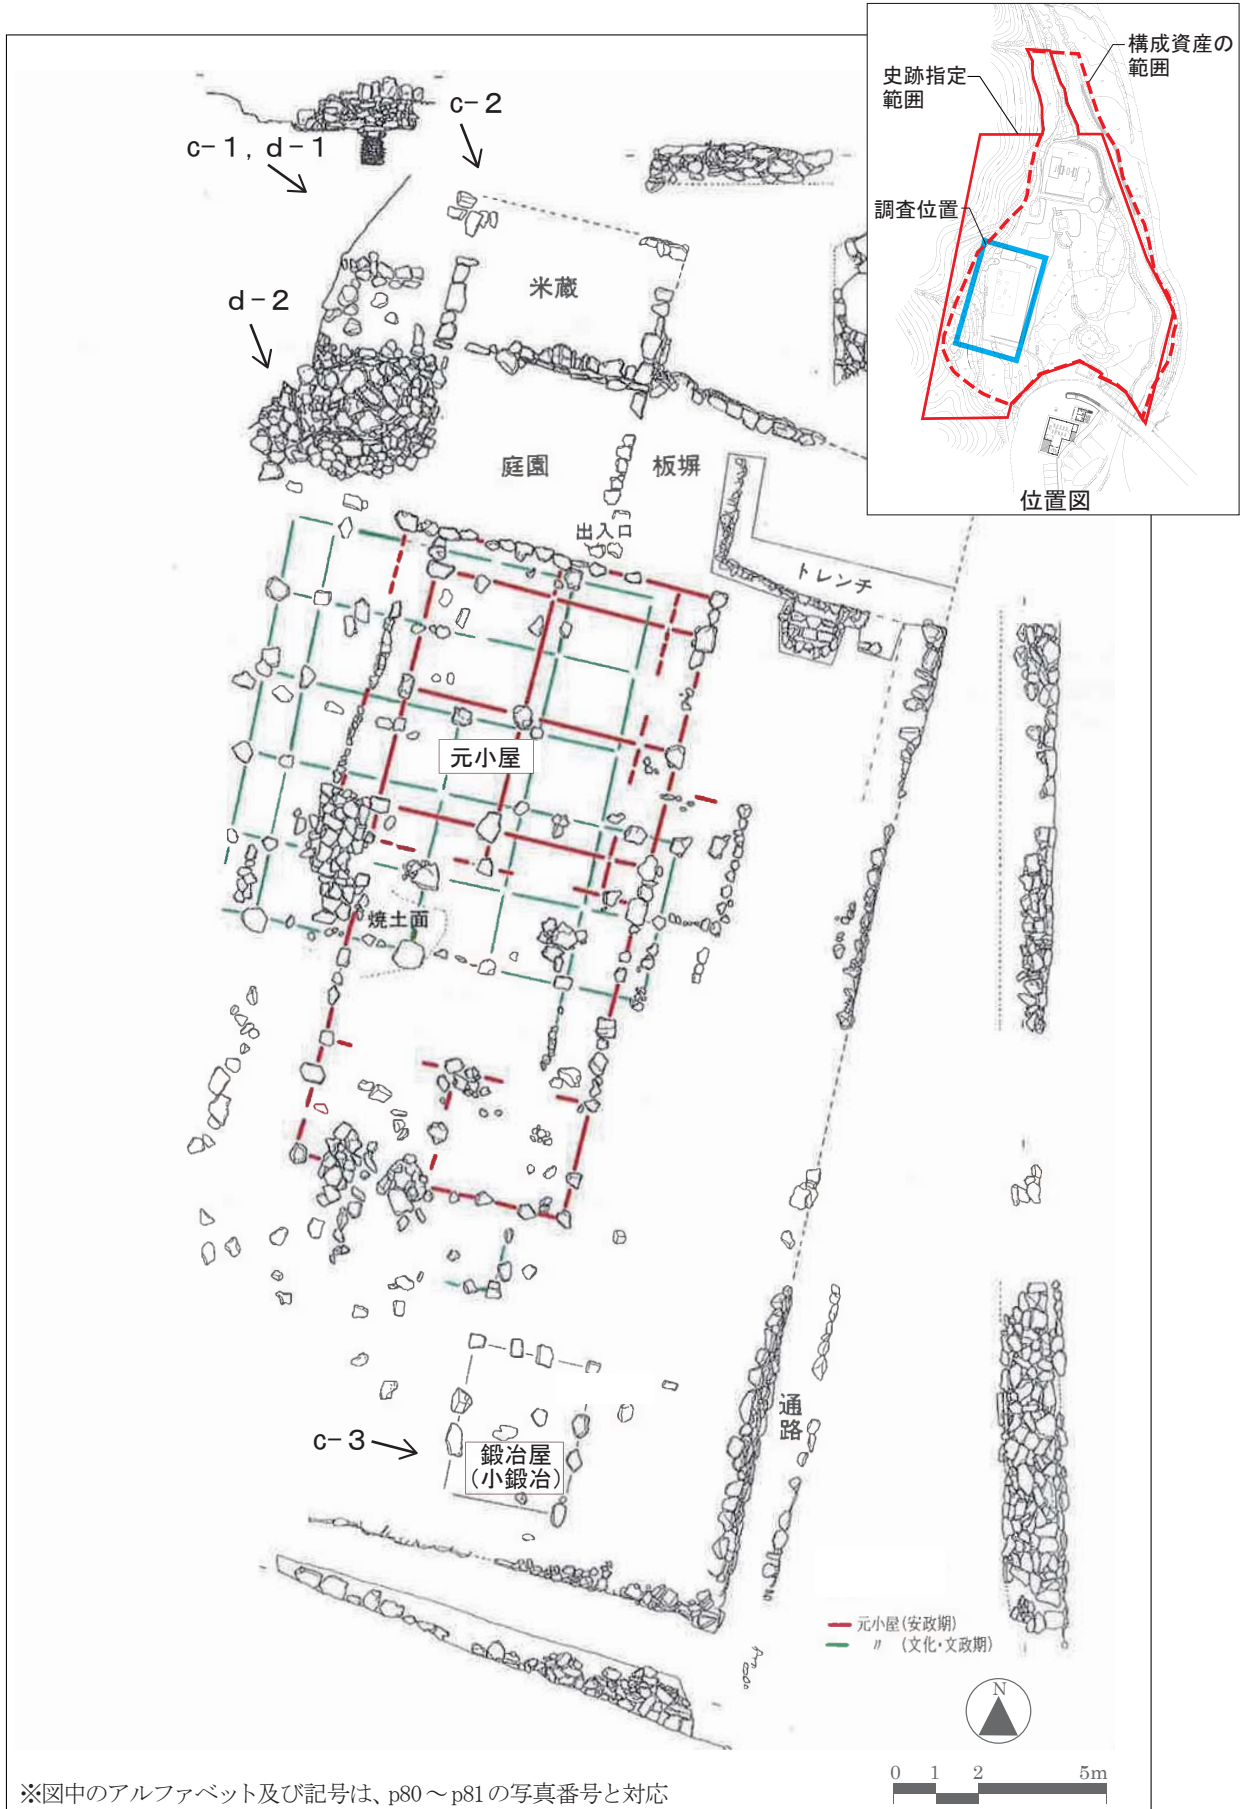 構成資産の
範囲
史跡指定
範囲
調査位置
位置図
c-2
c-1, d-1
d-2
米蔵
庭園
板塀
出入口
トレンチ
元小屋
焼土面
通路
c-3
鍛冶屋
(小鍛冶)
元小屋(安政期)
〃 (文化・文政期)
N
0 1 2 5m
※図中のアルファベット及び記号は、p80～p81の写真番号と対応